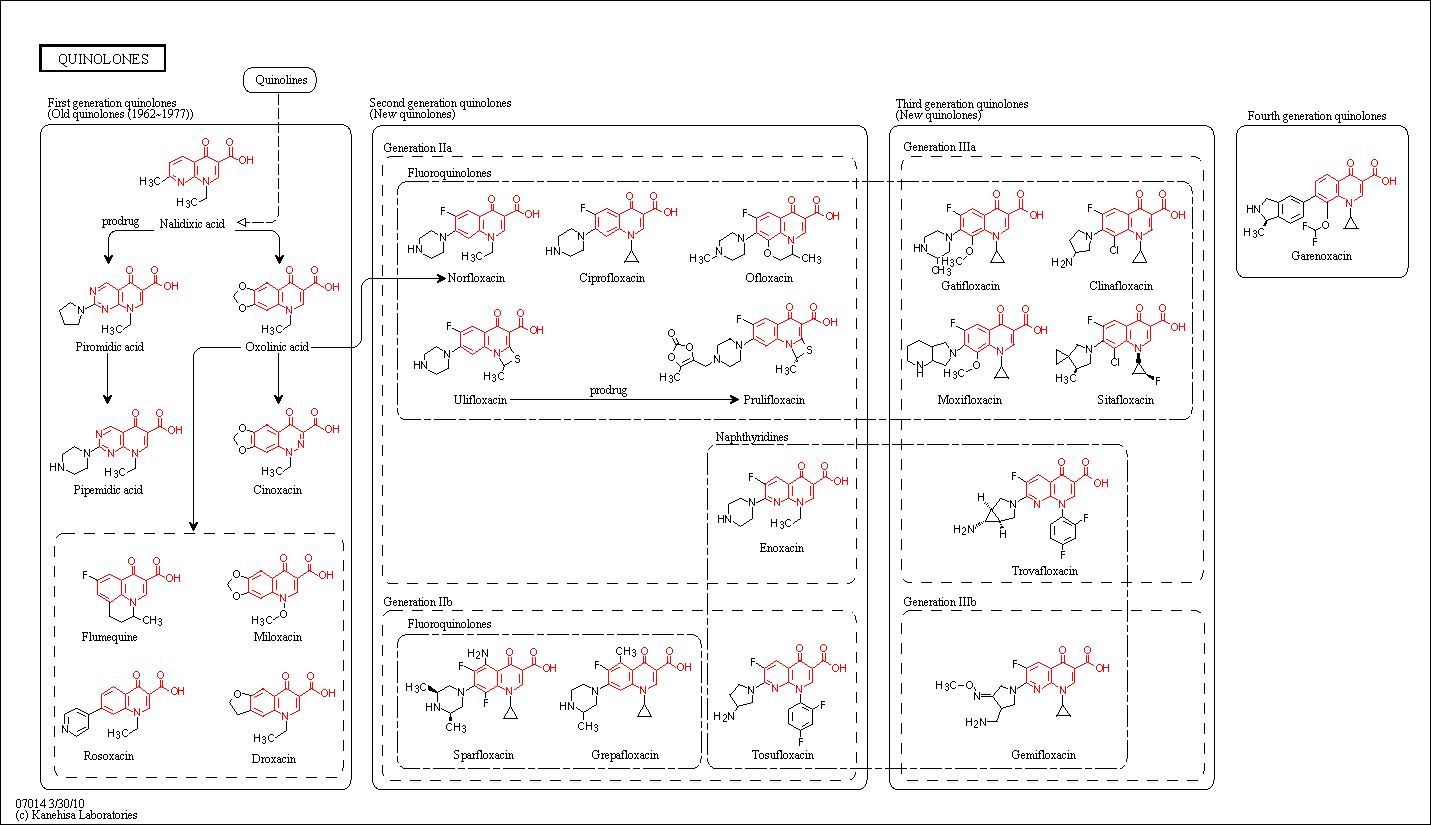 QUINOLONES
Quinolines
First generation quinolones
(Old quinolones (1962~1977))
Second generation quinolones
(New quinolones)
Third generation quinolones
(New quinolones)
Fourth generation quinolones
Generation IIa
Generation IIIa
Fluoroquinolones
prodrug
Nalidixic acid
Norfloxacin
Ciprofloxacin
Ofloxacin
Gatifloxacin
Clinafloxacin
Garenoxacin
Piromidic acid
Oxolinic acid
Ulifloxacin
prodrug
Prulifloxacin
Moxifloxacin
Sitafloxacin
Naphthyridines
Pipemidic acid
Cinoxacin
Enoxacin
Trovafloxacin
Generation IIb
Generation IIIb
Fluoroquinolones
Flumequine
Miloxacin
Rosoxacin
Droxacin
Sparfloxacin
Grepafloxacin
Tosufloxacin
Gemifloxacin
07014 3/30/10
(c) Kanehisa Laboratories